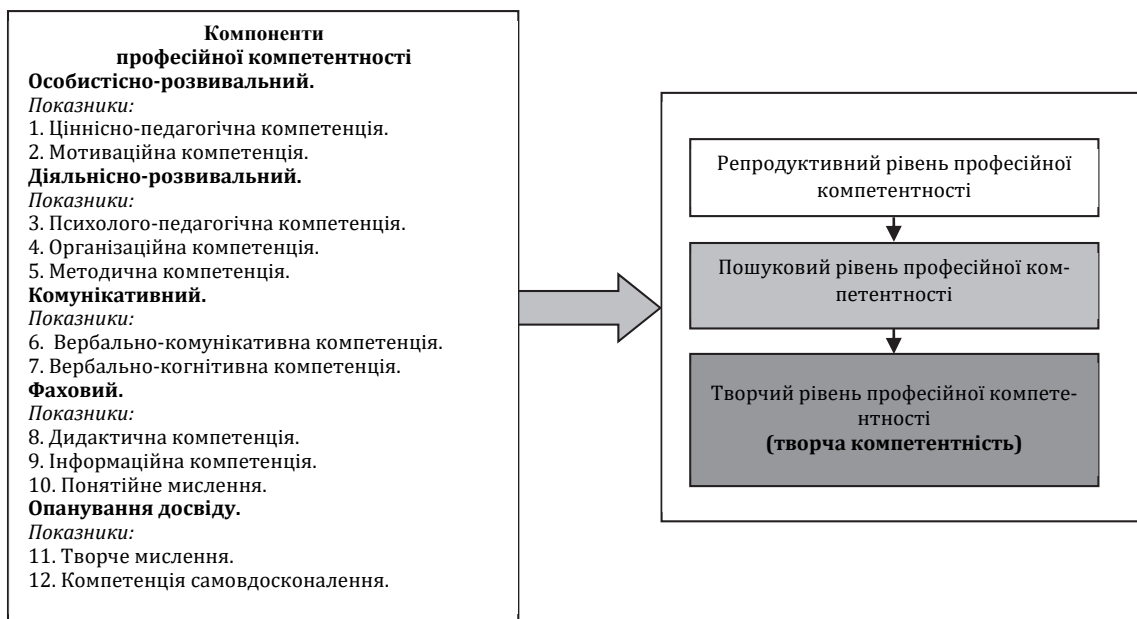 Компоненти
професійної компетентності
Особистісно-розвивальний.
Показники:
1. Ціннісно-педагогічна компетенція.
2. Мотиваційна компетенція.
Діяльнісно-розвивальний.
Показники:
3. Психолого-педагогічна компетенція.
4. Організаційна компетенція.
5. Методична компетенція.
Комунікативний.
Показники:
6. Вербально-комунікативна компетенція.
7. Вербально-когнітивна компетенція.
Фаховий.
Показники:
8. Дидактична компетенція.
9. Інформаційна компетенція.
10. Понятійне мислення.
Опанування досвіду.
Показники:
11. Творче мислення.
12. Компетенція самовдосконалення.
Репродуктивний рівень професійної
компетентності
Пошуковий рівень професійної ком-
петентності
Творчий рівень професійної компете-
нтності
(творча компетентність)